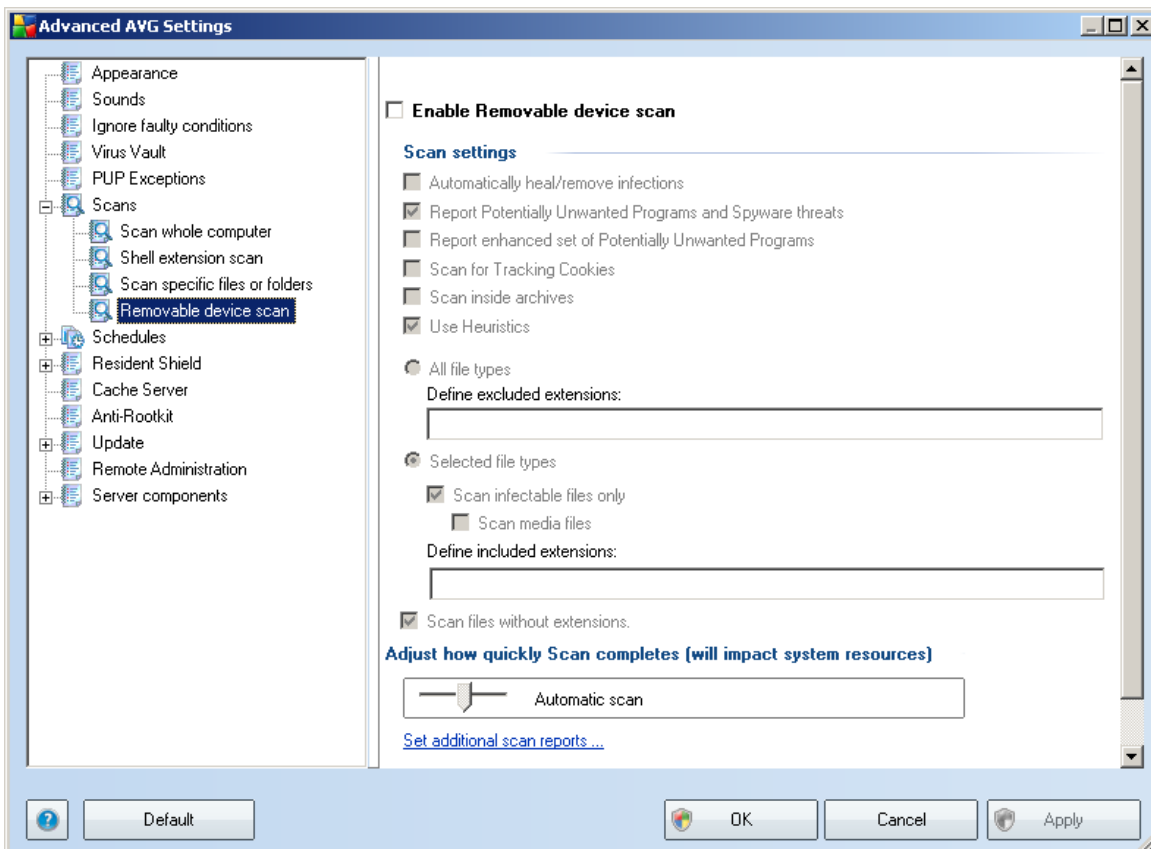 Advanced AVG Settings
Appearance
Sounds
Ignore faulty conditions
Virus Vault
PUP Exceptions
Scans
Scan whole computer
Shell extension scan
Scan specific files or folders
Removable device scan
Schedules
Resident Shield
Cache Server
Anti-Rootkit
Update
Remote Administration
Server components
Enable Removable device scan
Scan settings
Automatically heal/remove infections
Report Potentially Unwanted Programs and Spyware threats
Report enhanced set of Potentially Unwanted Programs
Scan for Tracking Cookies
Scan inside archives
Use Heuristics
All file types
Define excluded extensions:
Selected file types
Scan infectable files only
Scan media files
Define included extensions:
Scan files without extensions.
Adjust how quickly Scan completes (will impact system resources)
Automatic scan
Set additional scan reports ...
? Default OK Cancel Apply